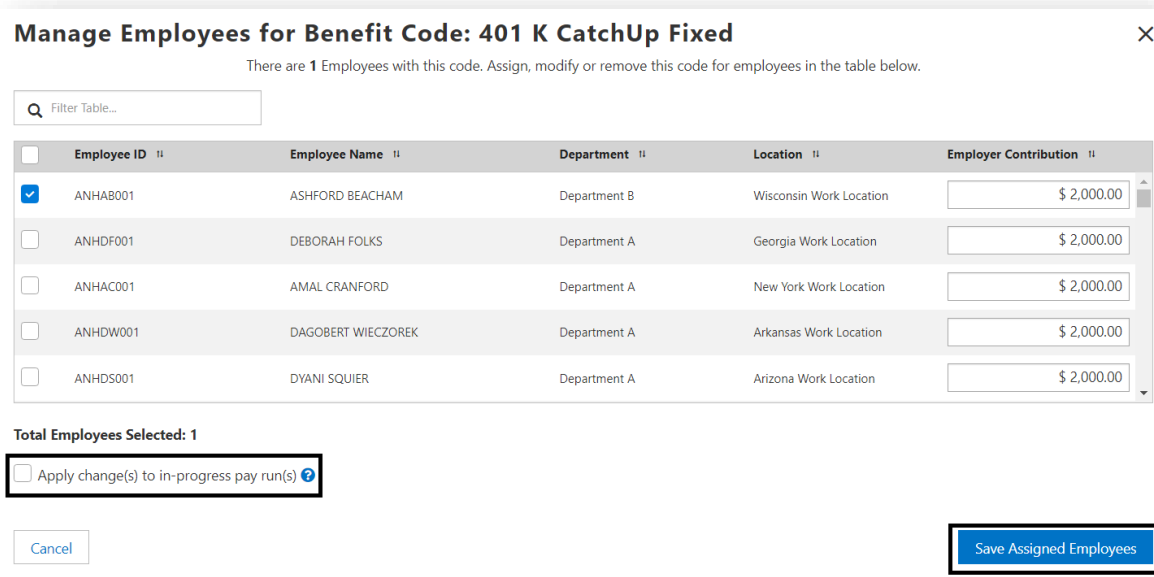 Manage Employees for Benefit Code: 401 K CatchUp Fixed
There are 1 Employees with this code. Assign, modify or remove this code for employees in the table below.
Filter Table...
Employee ID Employee Name Department Location Employer Contribution
ANHAB001 ASHFORD BEACHAM Department B Wisconsin Work Location $ 2,000.00
ANHDF001 DEBORAH FOLKS Department A Georgia Work Location $ 2,000.00
ANHAC001 AMAL CRANFORD Department A New York Work Location $ 2,000.00
ANHDW001 DAGOBERT WIECZOREK Department A Arkansas Work Location $ 2,000.00
ANHDS001 DYANI SQUIER Department A Arizona Work Location $ 2,000.00
Total Employees Selected: 1
Apply change(s) to in-progress pay run(s) ?
Cancel Save Assigned Employees